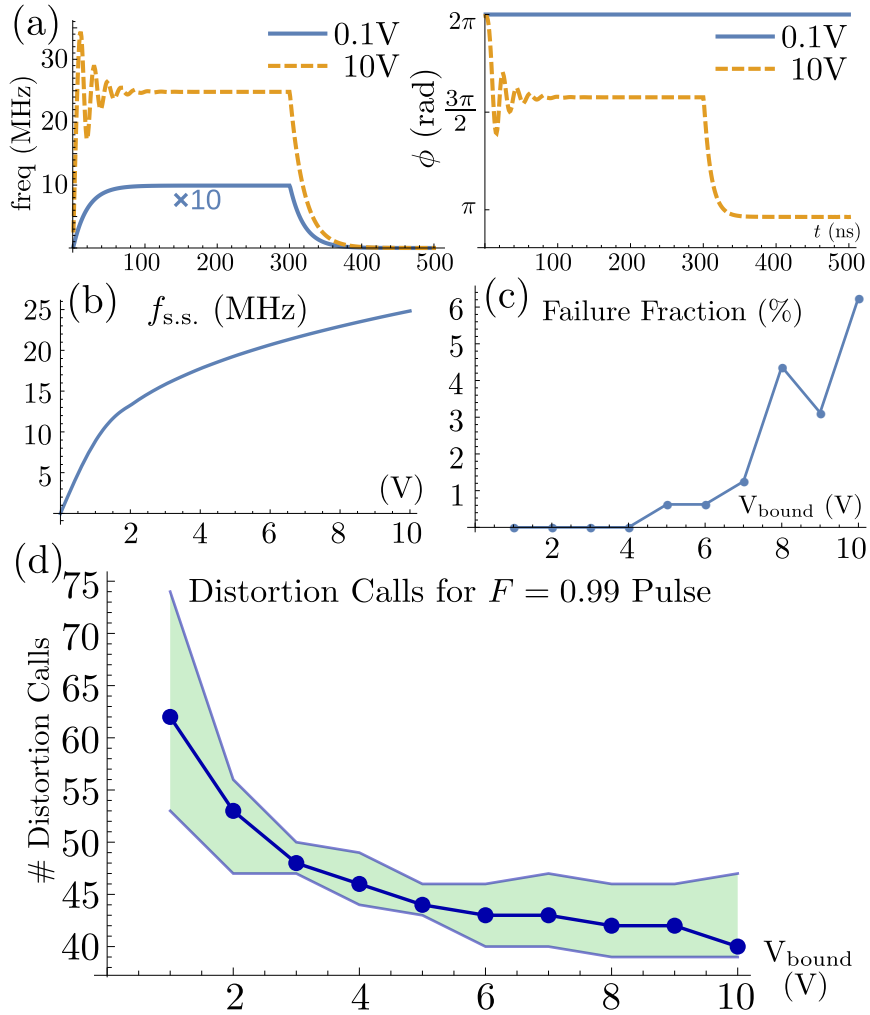 (a)
freq (MHz)
30
20
10
0.1V
10V
×10
100 200 300 400 500
ϕ (rad)
2π
3π/2
π
0.1V
10V
t (ns)
100 200 300 400 500
(b)
f s.s. (MHz)
25
20
15
10
5
(V)
2 4 6 8 10
(c)
Failure Fraction (%)
6
5
4
3
2
1
V bound (V)
2 4 6 8 10
(d)
Distortion Calls for F = 0.99 Pulse
# Distortion Calls
75
70
65
60
55
50
45
40
V bound
(V)
2 4 6 8 10